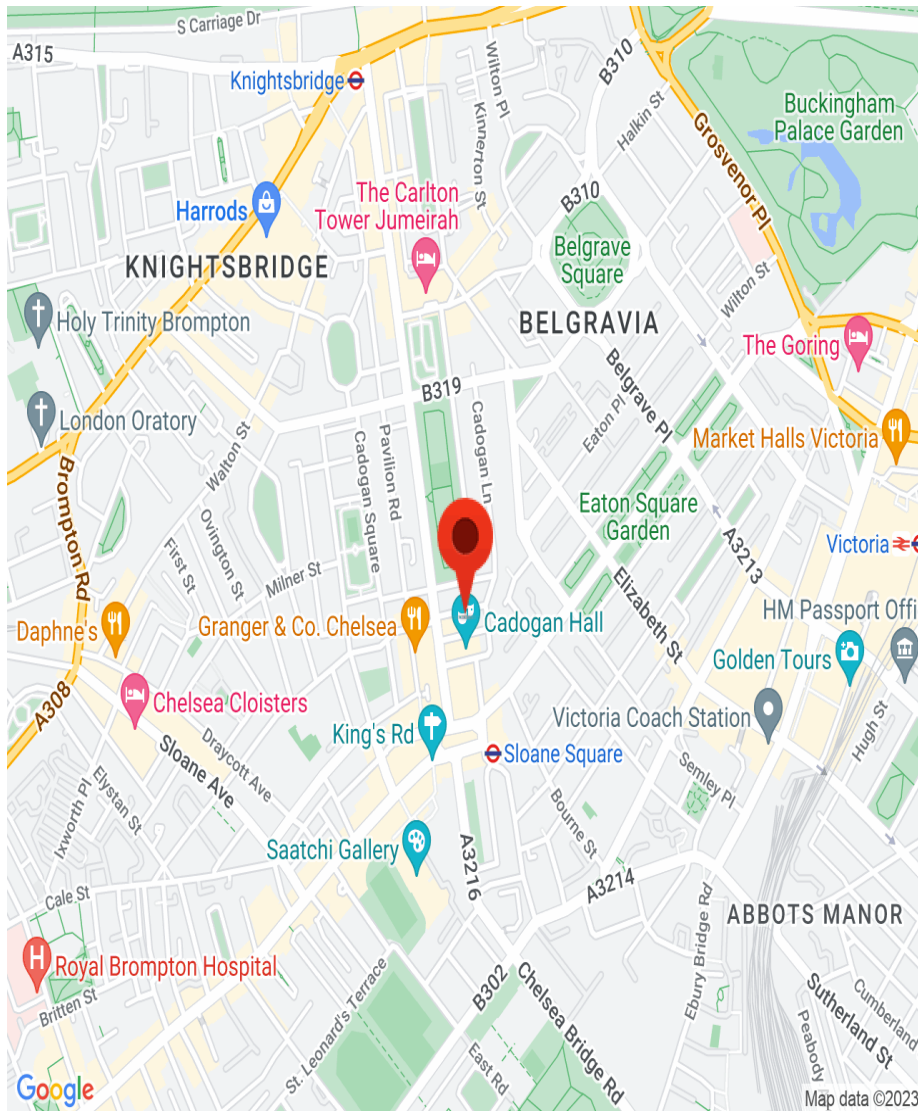 S Carriage Dr
A315
Knightsbridge
Wilton Pl
B310
Kinnerton St
Halkin St
Buckingham
Palace Garden
Grosvenor Pl
The Carlton
Tower Jumeirah
Harrods
B310
Belgrave
Square
KNIGHTSBRIDGE
Wilton St
Holy Trinity Brompton
BELGRAVIA
The Goring
B319
Belgrave Pl
London Oratory
Walton St
Cadogan Square
Pavilion Rd
Cadogan Ln
Eaton Pl
Market Halls Victoria
Brompton Rd
Ovington St
First St
Milner St
Eaton Square
Garden
A3213
Victoria
Elizabeth St
HM Passport Offi
Daphne's
Granger & Co. Chelsea
Cadogan Hall
Golden Tours
A308
Chelsea Cloisters
King's Rd
Victoria Coach Station
Hugh St
Sloane Square
Draycott Ave
Sloane Ave
Semley Pl
Elystan St
Ixworth Pl
Bourne St
Saatchi Gallery
A3216
A3214
Cale St
Ebury Bridge Rd
ABBOTS MANOR
Royal Brompton Hospital
B302
Chelsea Bridge Rd
Britten St
St. Leonard's Terrace
East Rd
Cumberland
Sutherland St
Peabody
Google
Map data ©2023